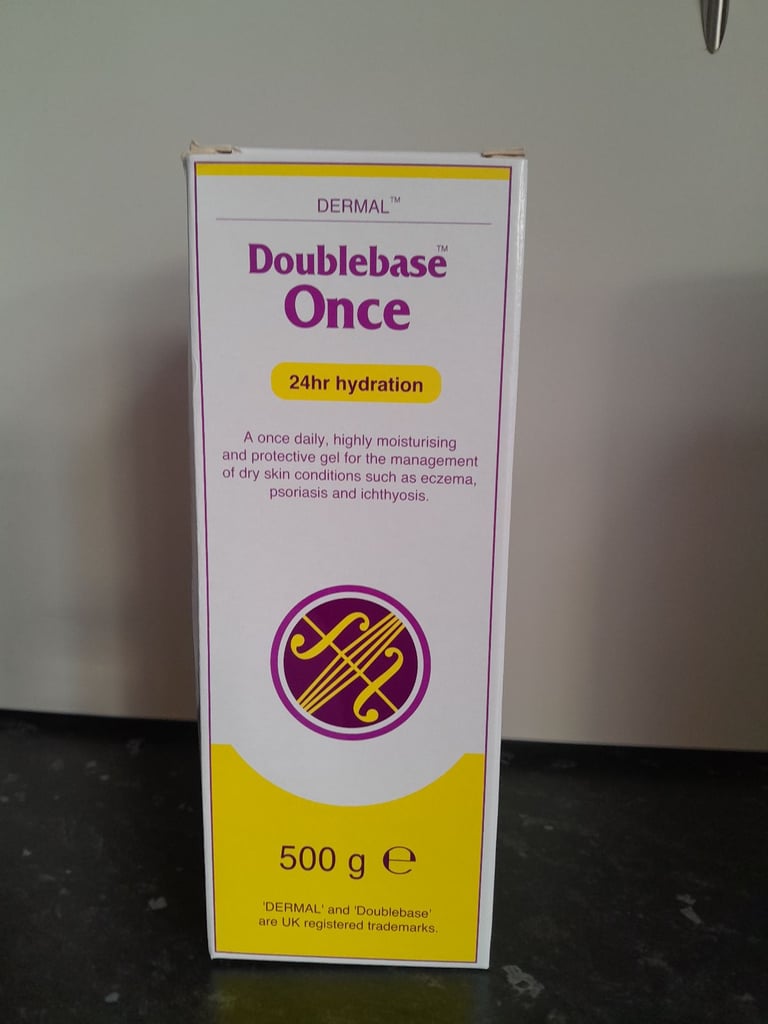 DERMAL™
Doublebase™
Once
24hr hydration
A once daily, highly moisturising
and protective gel for the management
of dry skin conditions such as eczema,
psoriasis and ichthyosis.
500 g ℮
'DERMAL' and 'Doublebase'
are UK registered trademarks.